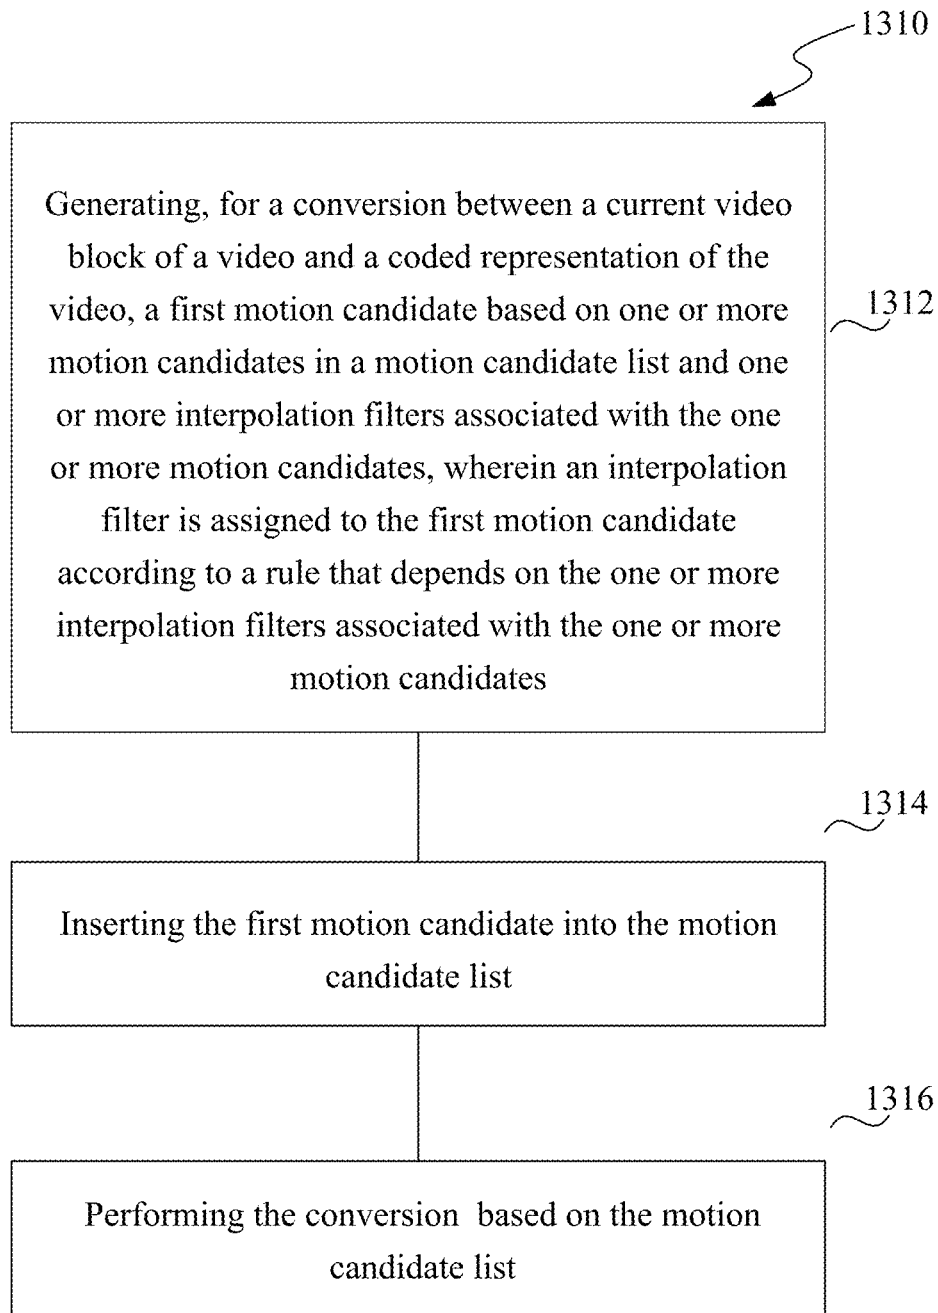 1310
Generating, for a conversion between a current video
block of a video and a coded representation of the
video, a first motion candidate based on one or more
motion candidates in a motion candidate list and one
or more interpolation filters associated with the one
or more motion candidates, wherein an interpolation
filter is assigned to the first motion candidate
according to a rule that depends on the one or more
interpolation filters associated with the one or more
motion candidates
1312
1314
Inserting the first motion candidate into the motion
candidate list
1316
Performing the conversion based on the motion
candidate list